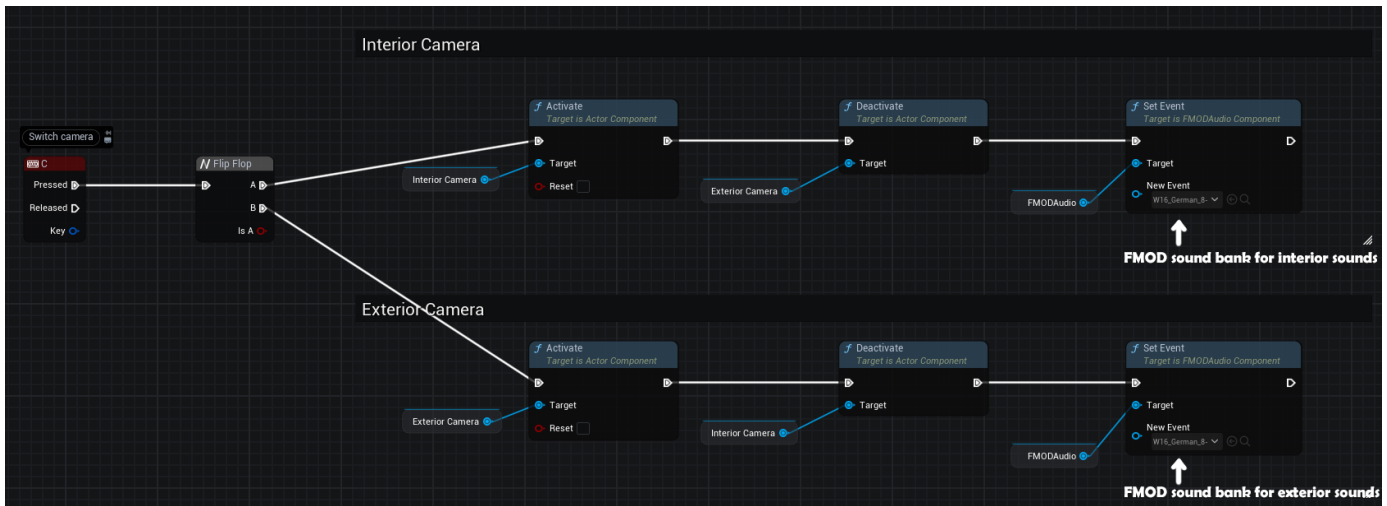 Interior Camera
Switch camera
C
Pressed
Released
Key
Flip Flop
A
B
Is A
Activate
Target is Actor Component
Target
Reset
Interior Camera
Deactivate
Target is Actor Component
Target
Exterior Camera
Set Event
Target is FMODAudio Component
Target
New Event
W16_German_8-
FMODAudio
FMOD sound bank for interior sounds
Exterior Camera
Activate
Target is Actor Component
Target
Reset
Exterior Camera
Deactivate
Target is Actor Component
Target
Interior Camera
Set Event
Target is FMODAudio Component
Target
New Event
W16_German_8-
FMODAudio
FMOD sound bank for exterior sounds